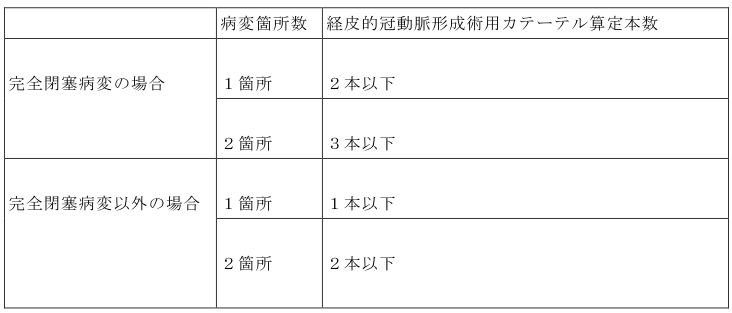 病変箇所数 経皮的冠動脈形成術用カテーテル算定本数
完全閉塞病変の場合 １箇所 ２本以下
２箇所 ３本以下
完全閉塞病変以外の場合 １箇所 １本以下
２箇所 ２本以下